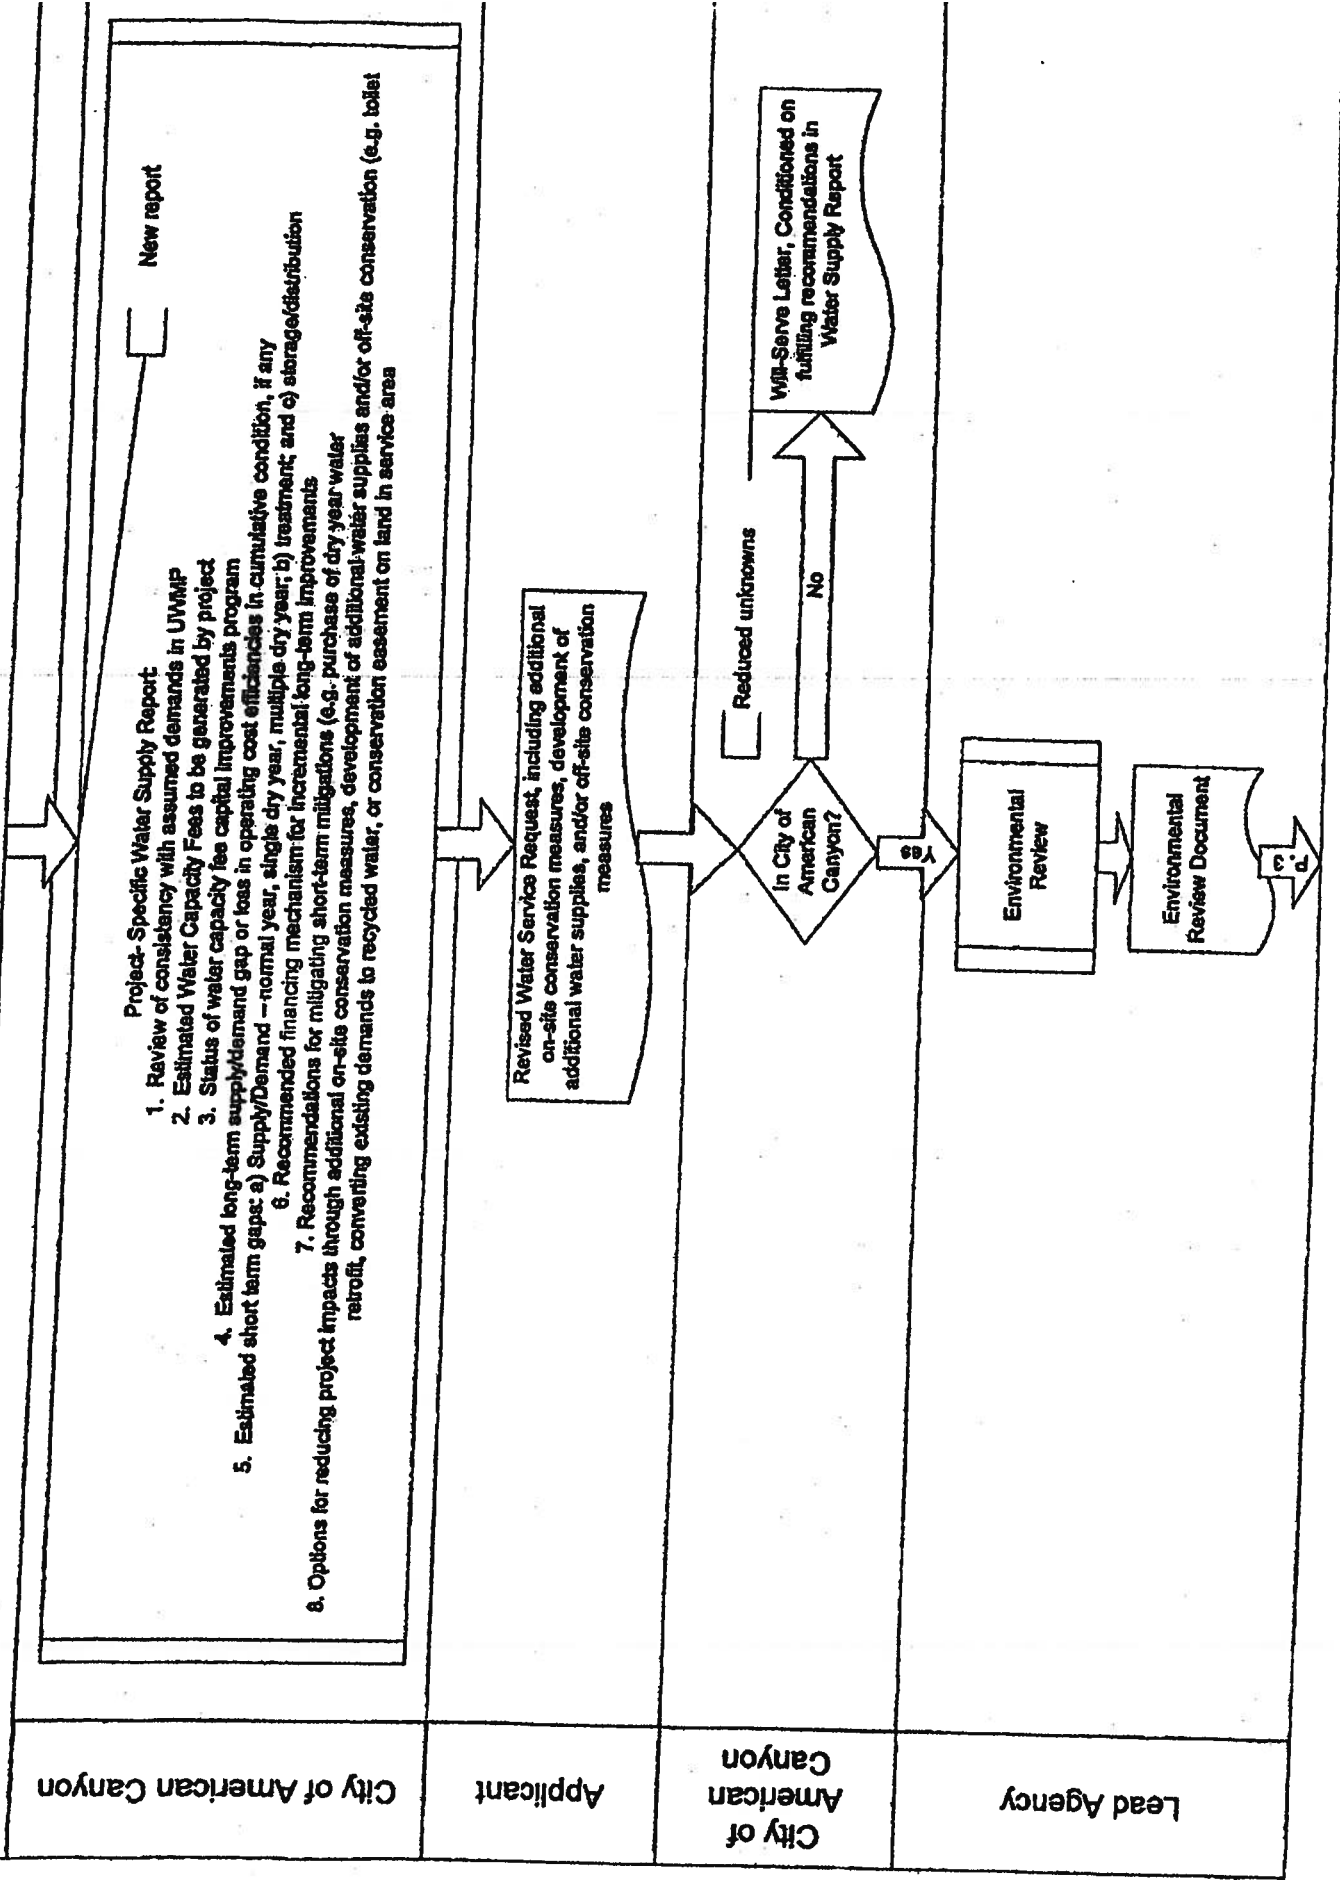 City of American Canyon
New report
Project- Specific Water Supply Report:
1. Review of consistency with assumed demands in UWMP
2. Estimated Water Capacity Fees to be generated by project
3. Status of water capacity fee capital improvements program
4. Estimated long-term supply/demand gap or loss in operating cost efficiencies in cumulative condition, if any
5. Estimated short term gaps: a) Supply/Demand – normal year, single dry year, multiple dry year; b) treatment; and c) storage/distribution
6. Recommended financing mechanism for incremental long-term improvements
7. Recommendations for mitigating short-term mitigations (e.g. purchase of dry year water
8. Options for reducing project impacts through additional on-site conservation measures, development of additional water supplies and/or off-site conservation (e.g. toilet
retrofit, converting existing demands to recycled water, or conservation easement on land in service area
Applicant
Revised Water Service Request, including additional
on-site conservation measures, development of
additional water supplies, and/or off-site conservation
measures
City of
American
Canyon
Reduced unknowns
In City of
American
Canyon?
No
Will-Serve Letter, Conditioned on
fulfilling recommendations in
Water Supply Report
Yes
Lead Agency
Environmental
Review
Environmental
Review Document